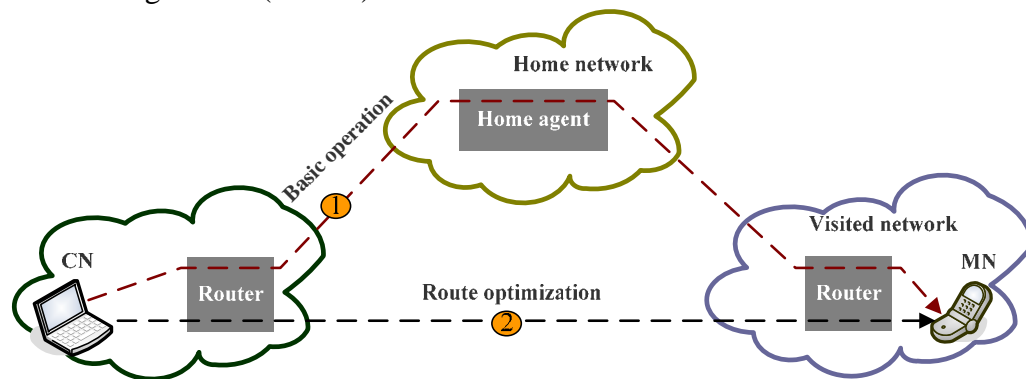 Home network
Home agent
Basic operation
1
CN
Router
Route optimization
2
Visited network
MN
Router